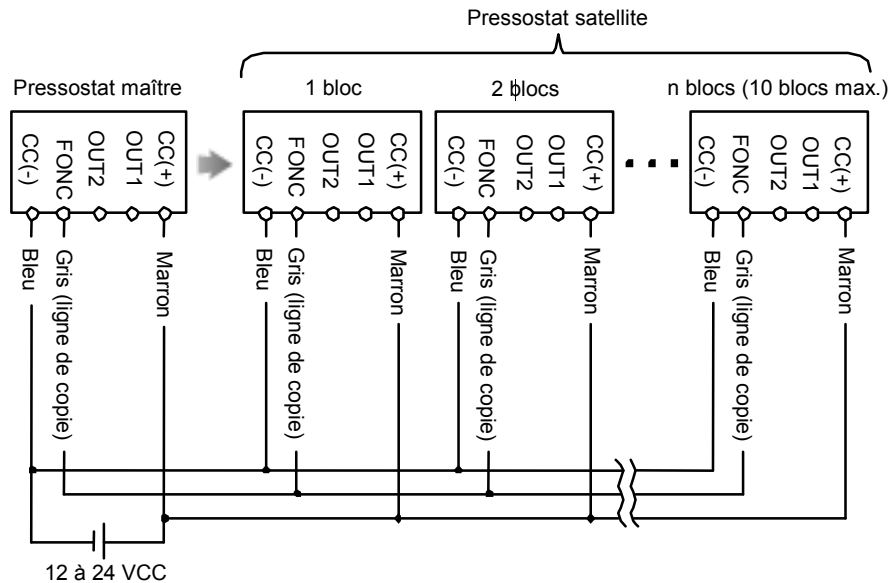 Pressostat satellite
Pressostat maître
1 bloc
2 blocs
n blocs (10 blocs max.)
CC(-)
FONC
OUT2
OUT1
CC(+)
CC(-)
FONC
OUT2
OUT1
CC(+)
CC(-)
FONC
OUT2
OUT1
CC(+)
CC(-)
FONC
OUT2
OUT1
CC(+)
Bleu
Gris (ligne de copie)
Marron
Bleu
Gris (ligne de copie)
Marron
Bleu
Gris (ligne de copie)
Marron
Bleu
Gris (ligne de copie)
Marron
12 à 24 VCC